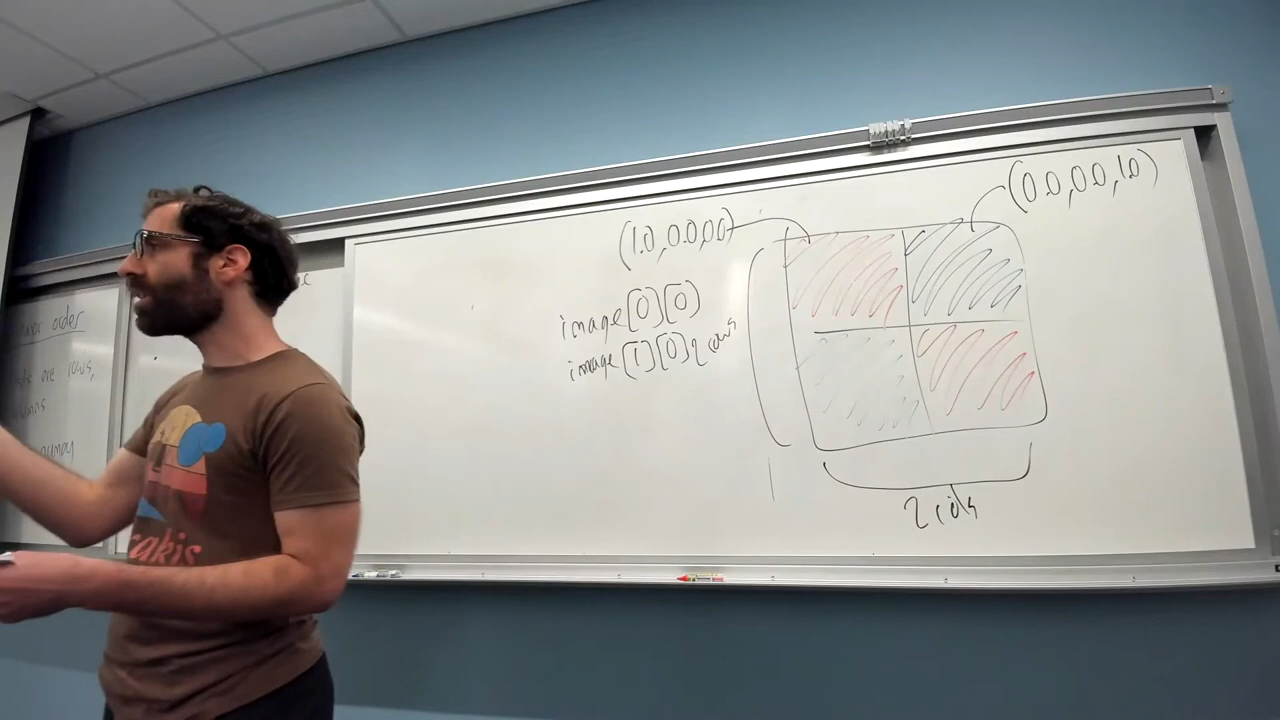 order
are rows,
(1.0, 0.0, 0.0)
(0.0, 0.0, 1.0)
image[0][0]
image[1][0]
2 rows
2 cols
akis